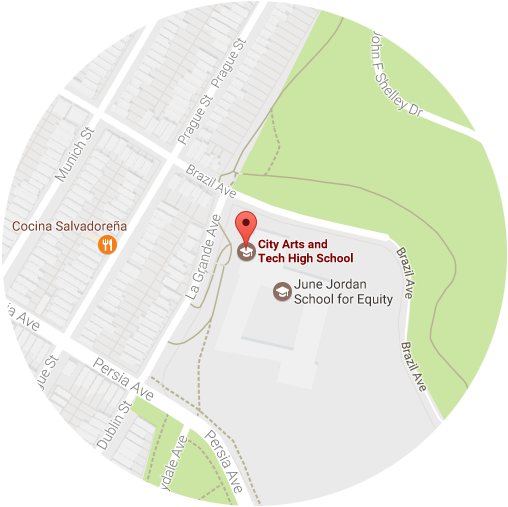 Prague St
John F Shelley Dr
Prague St
Munich St
Brazil Ave
Cocina Salvadoreña
La Grande Ave
City Arts and
Tech High School
Brazil Ave
June Jordan
School for Equity
ia Ave
Persia Ave
Brazil Ave
gue St
Dublin St
Persia Ave
ydale Ave